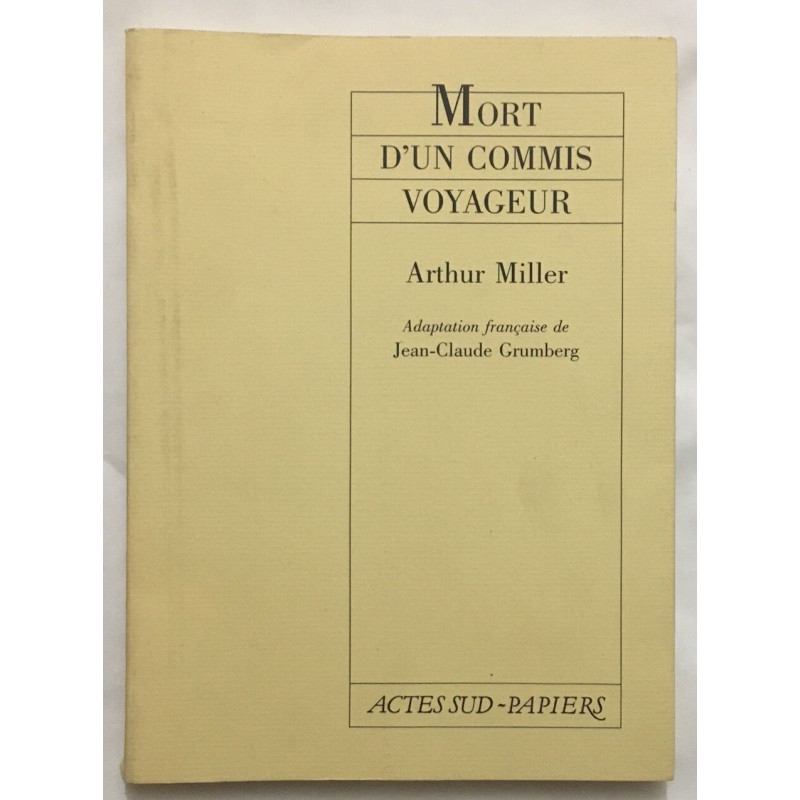 MORT
D'UN COMMIS
VOYAGEUR
Arthur Miller
Adaptation française de
Jean-Claude Grumberg
ACTES SUD-PAPIERS